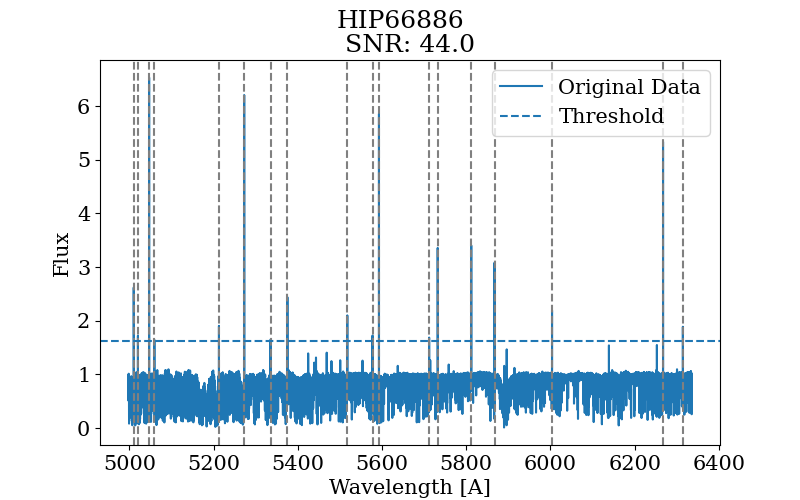 HIP66886
SNR: 44.0
Original Data
Threshold
6
5
4
3
2
1
0
Flux
5000 5200 5400 5600 5800 6000 6200 6400
Wavelength [A]